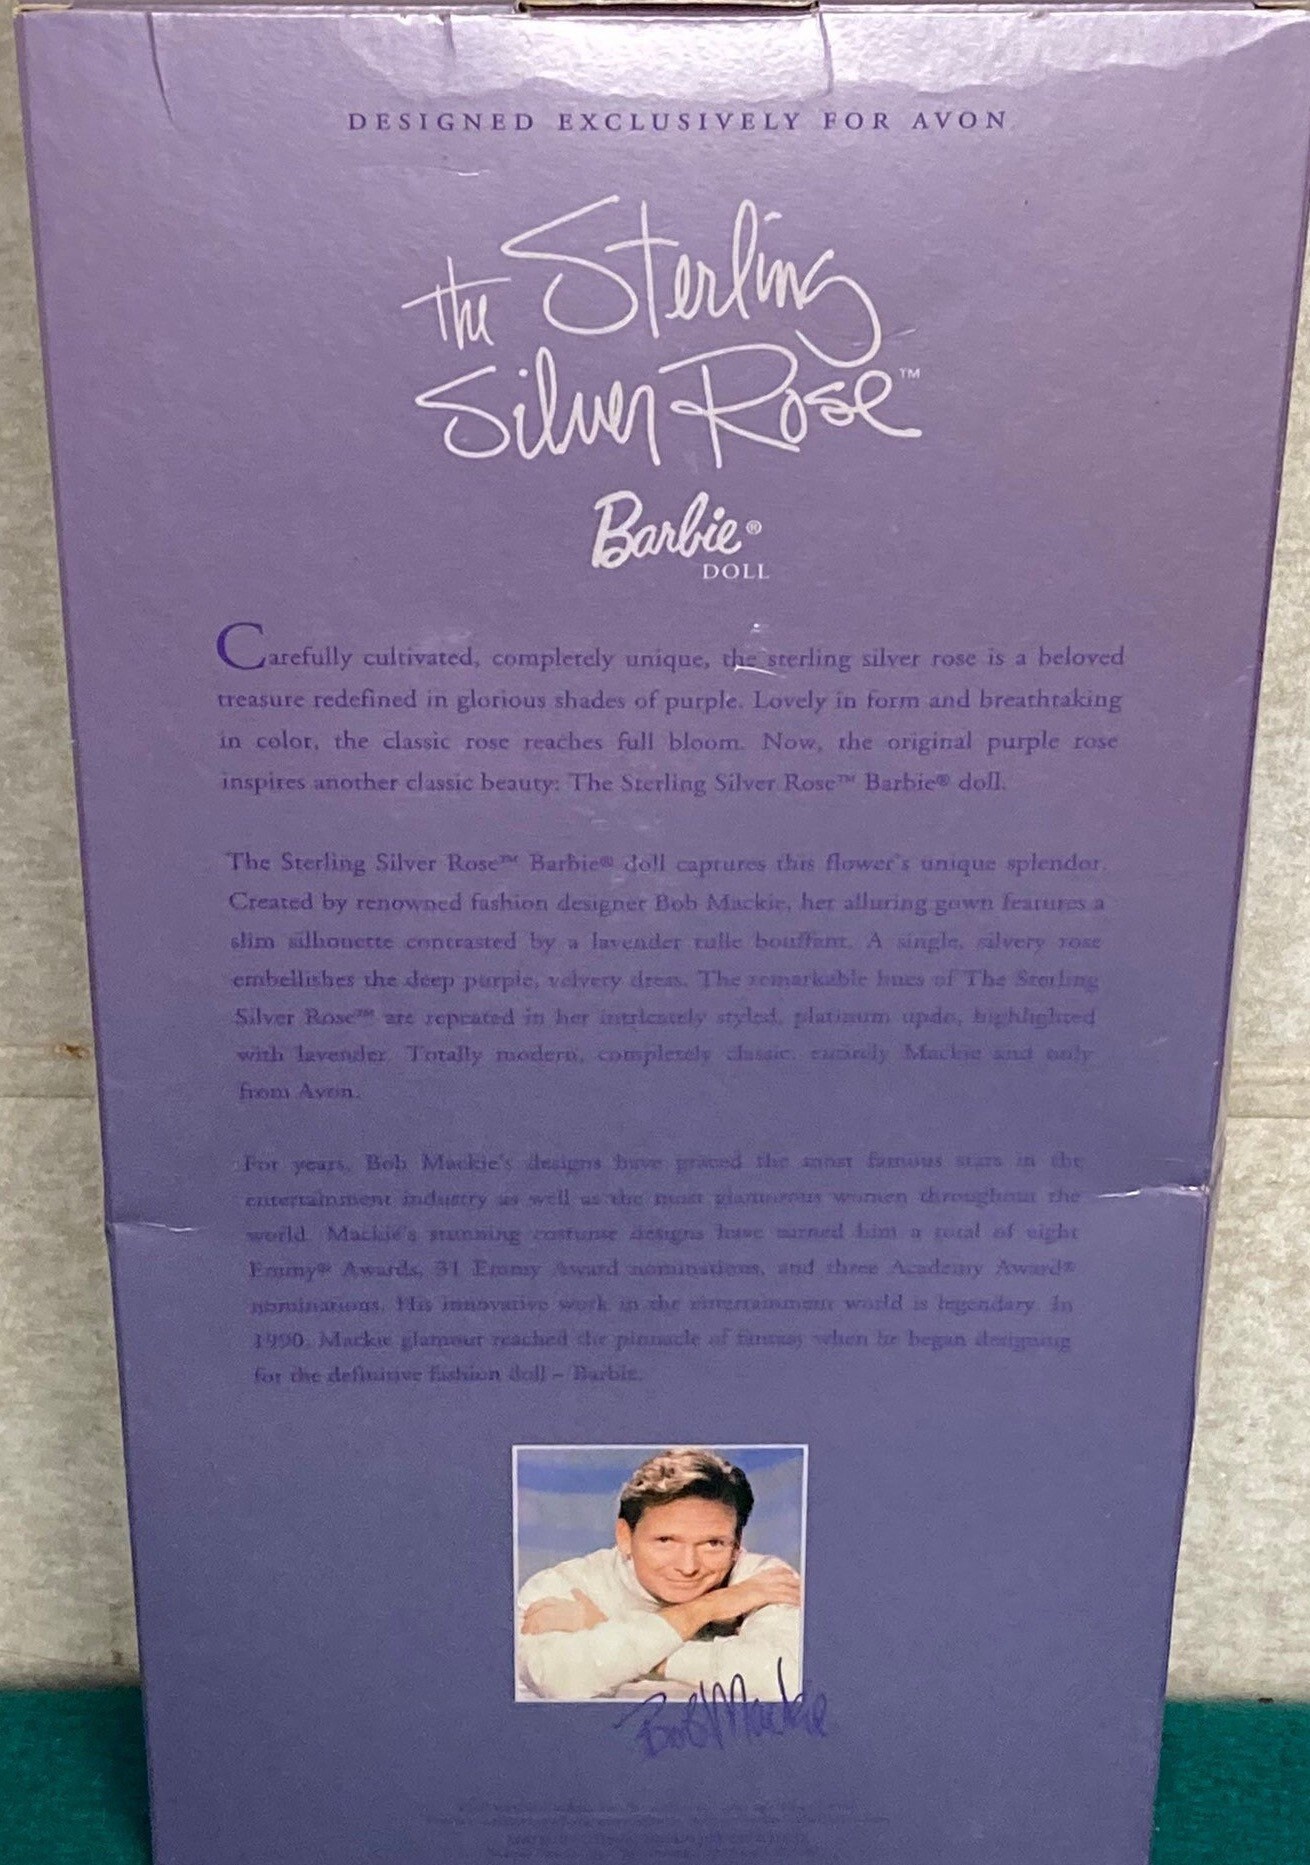 DESIGNED EXCLUSIVELY FOR AVON
the Sterling
Silver Rose™
Barbie®
DOLL
Carefully cultivated, completely unique, the sterling silver rose is a beloved
treasure redefined in glorious shades of purple. Lovely in form and breathtaking
in color, the classic rose reaches full bloom. Now, the original purple rose
inspires another classic beauty: The Sterling Silver Rose™ Barbie® doll.
The Sterling Silver Rose™ Barbie® doll captures this flower's unique splendor.
Created by renowned fashion designer Bob Mackie, her alluring gown features a
slim silhouette contrasted by a lavender tulle bouffant. A single, silvery rose
embellishes the deep purple, velvety dress. The remarkable hues of The Sterling
Silver Rose™ are repeated in her intricately styled, platinum updo, highlighted
with lavender. Totally modern, completely classic, entirely Mackie and only
from Avon.
For years, Bob Mackie's designs have graced the most famous stars in the
entertainment industry as well as the most glamorous women throughout the
world. Mackie's stunning costume designs have earned him a total of eight
Emmy® Awards, 31 Emmy Award nominations, and three Academy Award®
nominations. His innovative work in the entertainment world is legendary. In
1990, Mackie glamour reached the pinnacle of fantasy when he began designing
for the definitive fashion doll – Barbie.
Bob Mackie